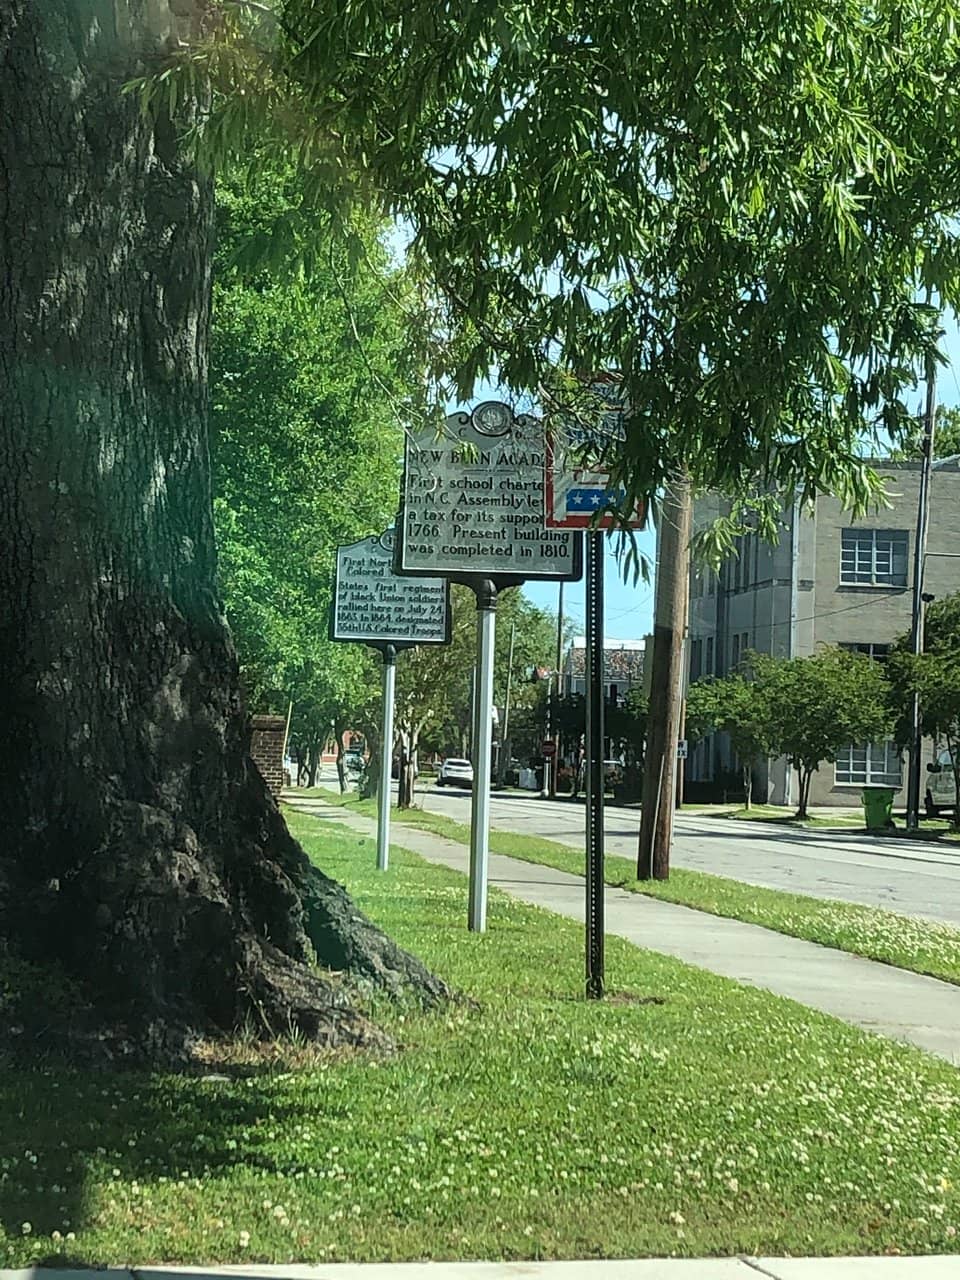 NEW BERN ACAD
First school charte
in N.C. Assembly le
a tax for its suppor
1766. Present building
was completed in 1810.
First Nort
Colored
State's first regiment
of black Union soldiers
rallied here on July 24,
1863. In 1864, designated
35th U.S. Colored Troops.